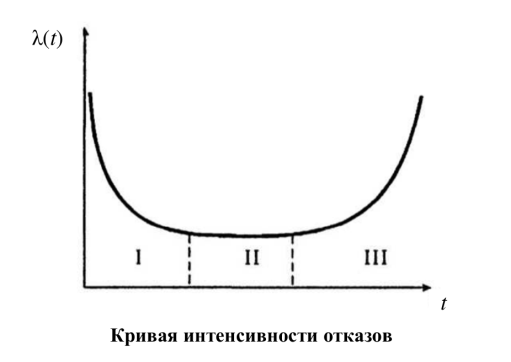 λ(t)
I II III
t
Кривая интенсивности отказов